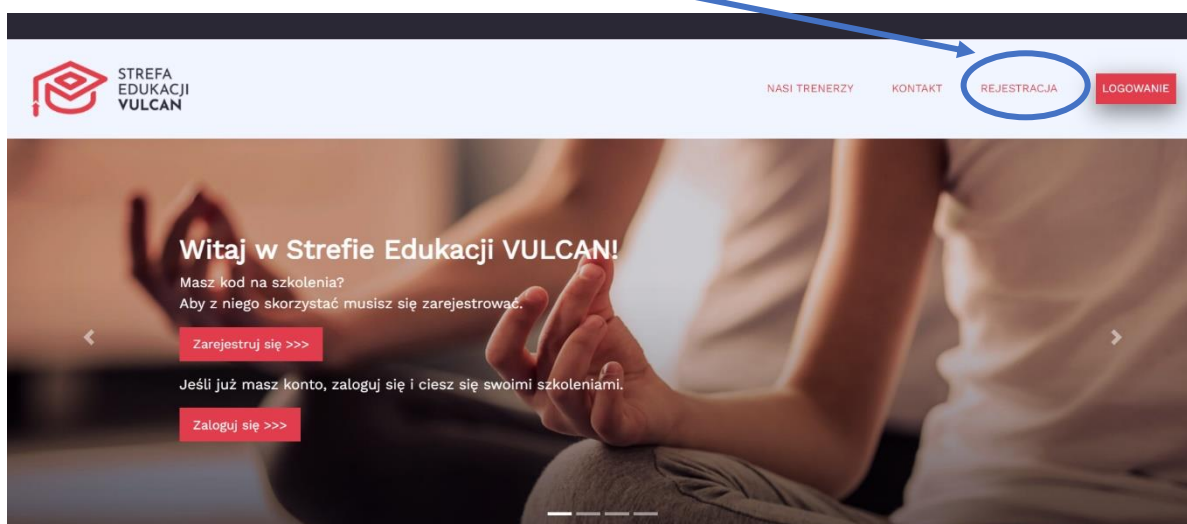 STREFA
EDUKACJI
VULCAN
NASI TRENERZY
KONTAKT
REJESTRACJA
LOGOWANIE
Witaj w Strefie Edukacji VULCAN!
Masz kod na szkolenia?
Aby z niego skorzystać musisz się zarejestrować.
Zarejestruj się >>>
Jeśli już masz konto, zaloguj się i ciesz się swoimi szkoleniami.
Zaloguj się >>>